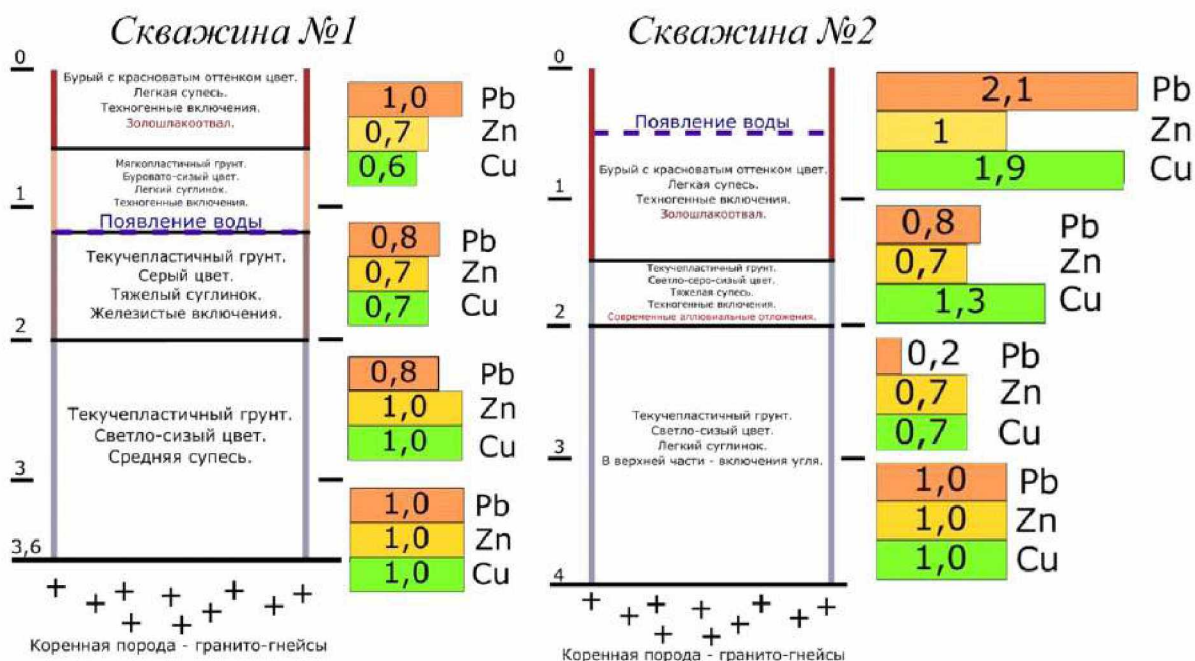 Скважина №1
0
Бурый с красноватым оттенком цвет.
Легкая супесь.
Техногенные включения.
Золошлакоотвал.
Мягкопластичный грунт.
Буровато-сизый цвет.
Легкий суглинок.
Техногенные включения.
1
Появление воды
Текучепластичный грунт.
Серый цвет.
Тяжелый суглинок.
Железистые включения.
2
Текучепластичный грунт.
Светло-сизый цвет.
Средняя супесь.
3
3,6
Коренная порода - гранито-гнейсы
1,0 Pb
0,7 Zn
0,6 Cu
0,8 Pb
0,7 Zn
0,7 Cu
0,8 Pb
1,0 Zn
1,0 Cu
1,0 Pb
1,0 Zn
1,0 Cu
Скважина №2
0
Появление воды
1
Бурый с красноватым оттенком цвет.
Легкая супесь.
Техногенные включения.
Золошлакоотвал.
Текучепластичный грунт.
Светло-серо-сизый цвет.
Тяжелая супесь.
Техногенные включения.
Современные аллювиальные отложения.
2
Текучепластичный грунт.
Светло-сизый цвет.
Легкий суглинок.
В верхней части - включения угля.
3
4
Коренная порода - гранито-гнейсы
2,1 Pb
1 Zn
1,9 Cu
0,8 Pb
0,7 Zn
1,3 Cu
0,2 Pb
0,7 Zn
0,7 Cu
1,0 Pb
1,0 Zn
1,0 Cu